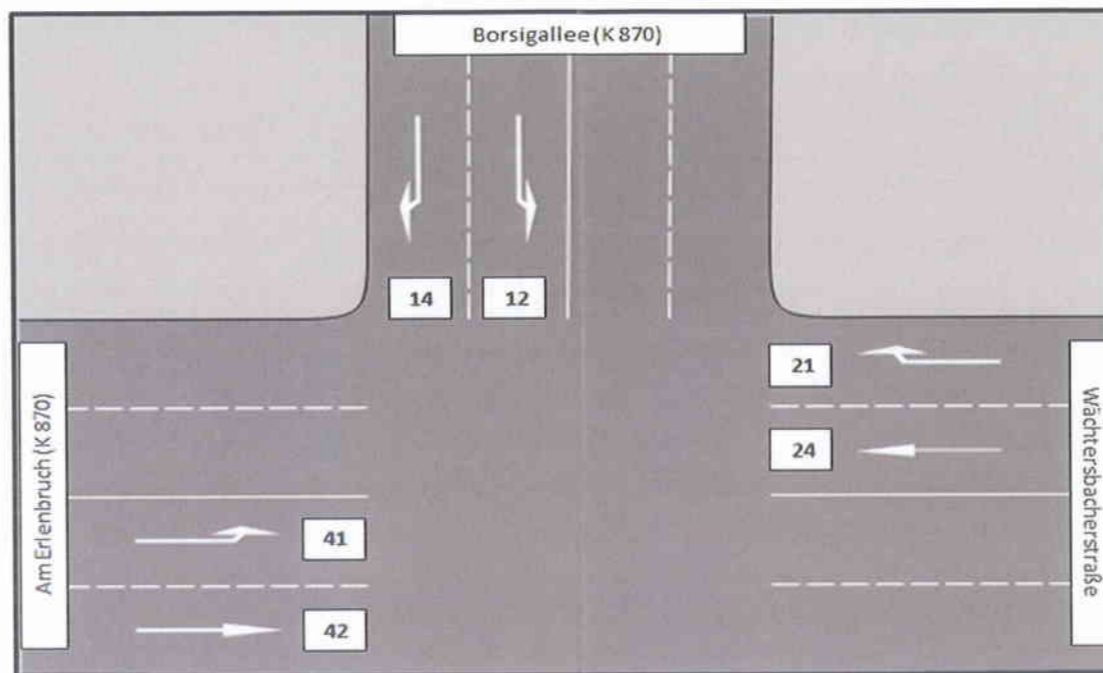 Borsigallee (K 870)
14
12
21
24
Am Erlenbruch (K 870)
Wächtersbacherstraße
41
42